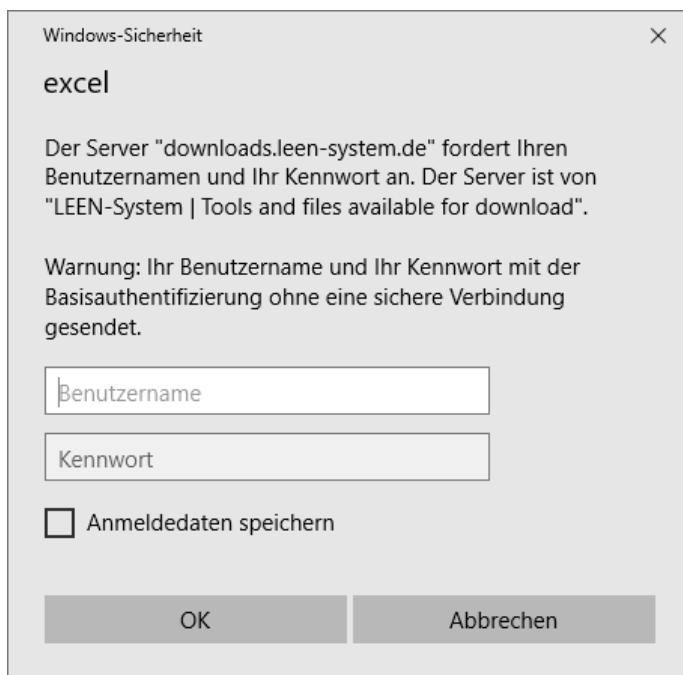 Windows-Sicherheit
excel
Der Server "downloads.leen-system.de" fordert Ihren
Benutzernamen und Ihr Kennwort an. Der Server ist von
"LEEN-System | Tools and files available for download".
Warnung: Ihr Benutzername und Ihr Kennwort mit der
Basisauthentifizierung ohne eine sichere Verbindung
gesendet.
Benutzername
Kennwort
Anmeldedaten speichern
OK
Abbrechen